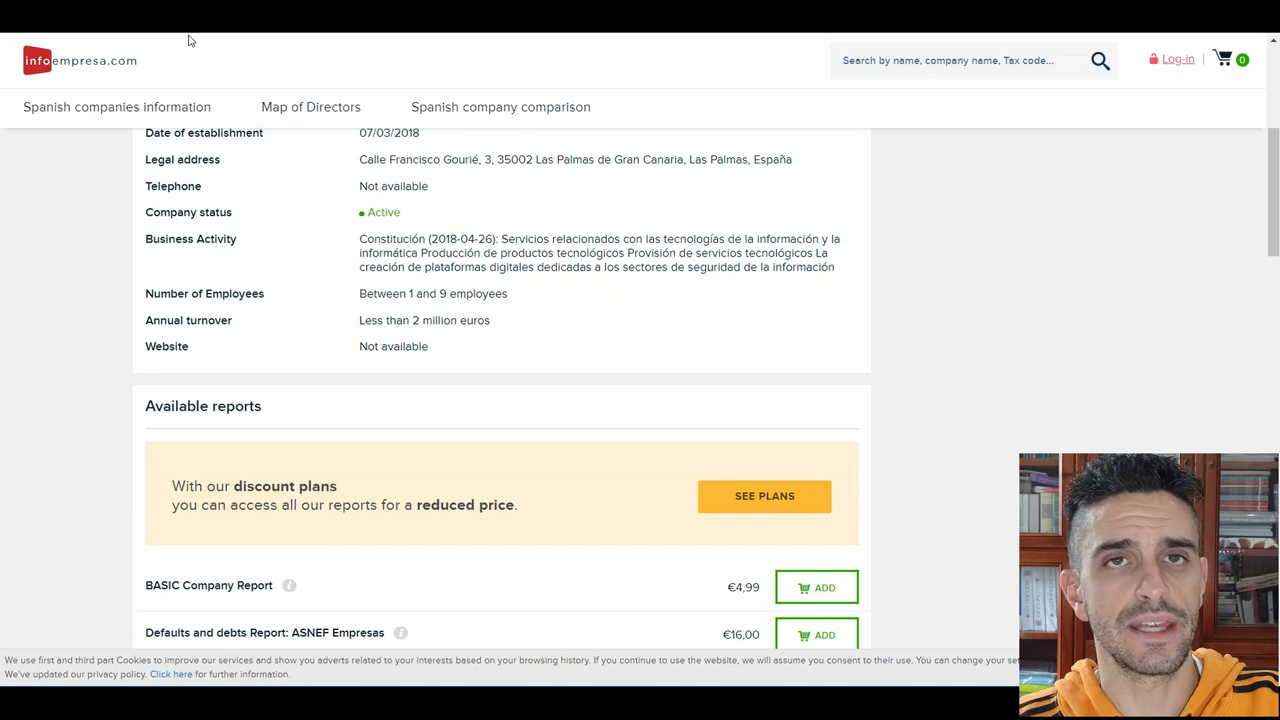 infoempresa.com
Search by name, company name, Tax code...
Log-in
0
Spanish companies information
Map of Directors
Spanish company comparison
Date of establishment
07/03/2018
Legal address
Calle Francisco Gourié, 3, 35002 Las Palmas de Gran Canaria, Las Palmas, España
Telephone
Not available
Company status
Active
Business Activity
Constitución (2018-04-26): Servicios relacionados con las tecnologías de la información y la
informática Producción de productos tecnológicos Provisión de servicios tecnológicos La
creación de plataformas digitales dedicadas a los sectores de seguridad de la información
Number of Employees
Between 1 and 9 employees
Annual turnover
Less than 2 million euros
Website
Not available
Available reports
With our discount plans
you can access all our reports for a reduced price.
SEE PLANS
BASIC Company Report
i
€4,99
ADD
Defaults and debts Report: ASNEF Empresas
i
€16,00
ADD
We use first and third part Cookies to improve our services and show you adverts related to your interests based on your browsing history. If you continue to use the website, we will assume you consent to their use. You can change your set
We've updated our privacy policy. Click here for further information.